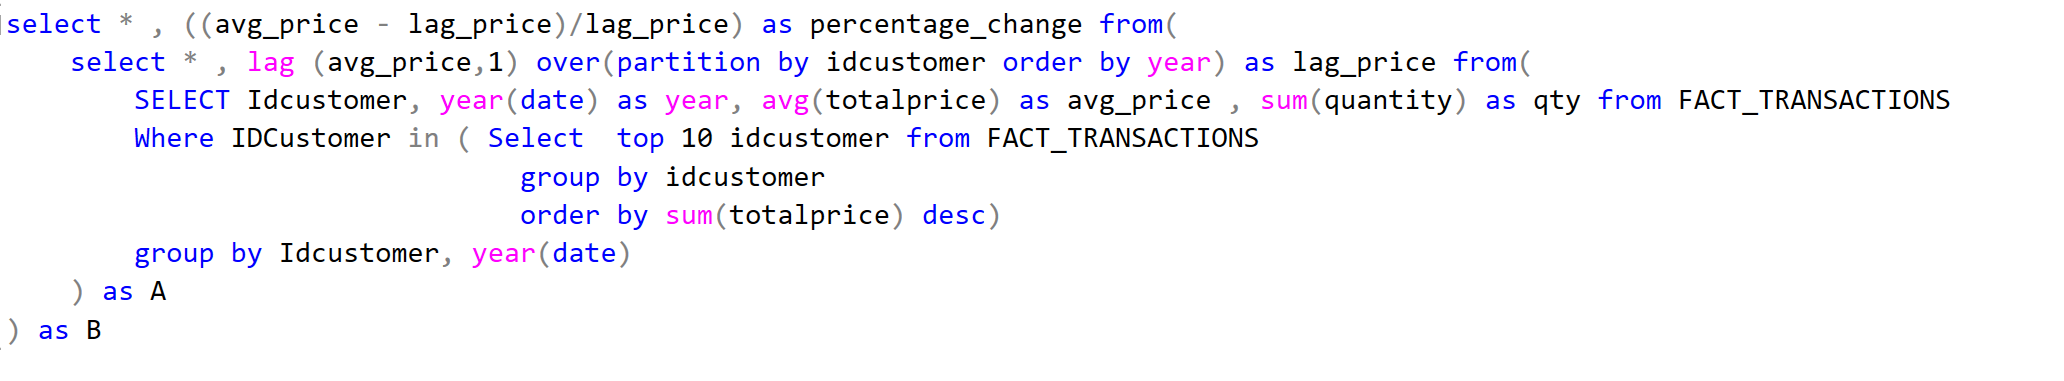 select * , ((avg_price - lag_price)/lag_price) as percentage_change from(
select * , lag (avg_price,1) over(partition by idcustomer order by year) as lag_price from(
SELECT Idcustomer, year(date) as year, avg(totalprice) as avg_price , sum(quantity) as qty from FACT_TRANSACTIONS
Where IDCustomer in ( Select  top 10 idcustomer from FACT_TRANSACTIONS
group by idcustomer
order by sum(totalprice) desc)
group by Idcustomer, year(date)
) as A
) as B